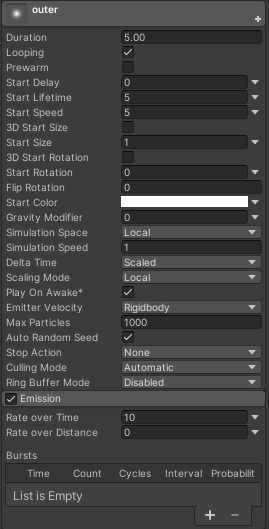 outer
Duration 5.00
Looping
Prewarm
Start Delay 0
Start Lifetime 5
Start Speed 5
3D Start Size
Start Size 1
3D Start Rotation
Start Rotation 0
Flip Rotation 0
Start Color
Gravity Modifier 0
Simulation Space Local
Simulation Speed 1
Delta Time Scaled
Scaling Mode Local
Play On Awake*
Emitter Velocity Rigidbody
Max Particles 1000
Auto Random Seed
Stop Action None
Culling Mode Automatic
Ring Buffer Mode Disabled
Emission
Rate over Time 10
Rate over Distance 0
Bursts
Time Count Cycles Interval Probabilit
List is Empty